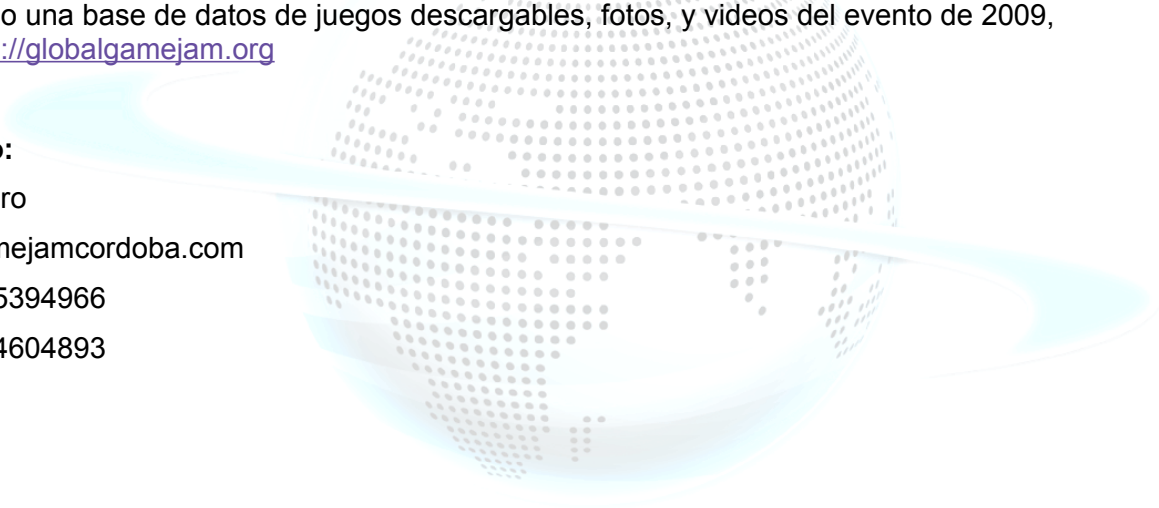 o una base de datos de juegos descargables, fotos, y videos del evento de 2009,
://globalgamejam.org
o:
ro
nejamcordoba.com
5394966
4604893